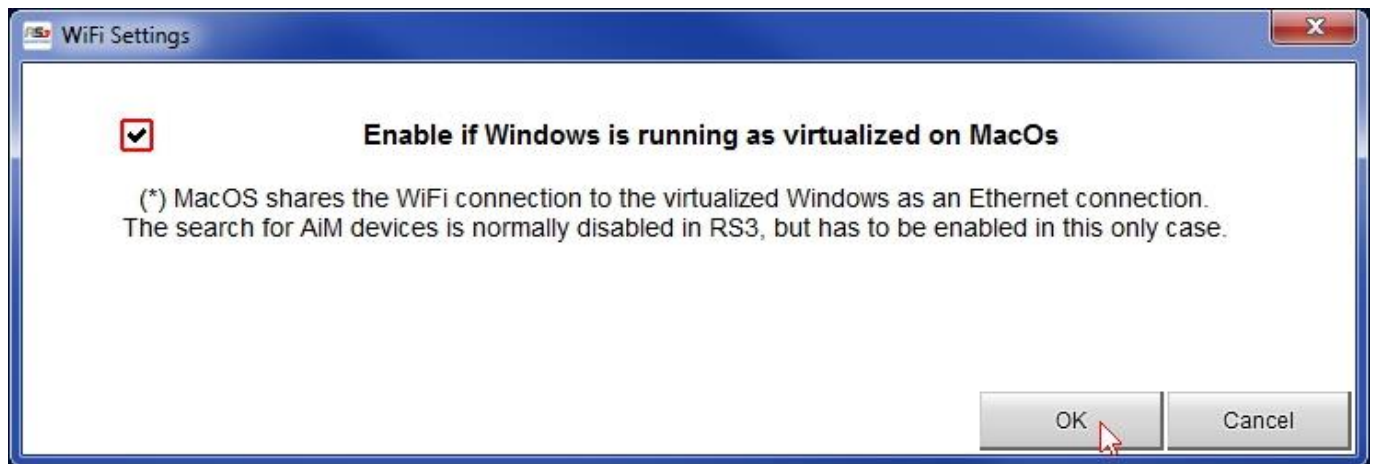 WiFi Settings
Enable if Windows is running as virtualized on MacOs
(*) MacOS shares the WiFi connection to the virtualized Windows as an Ethernet connection.
The search for AiM devices is normally disabled in RS3, but has to be enabled in this only case.
OK
Cancel